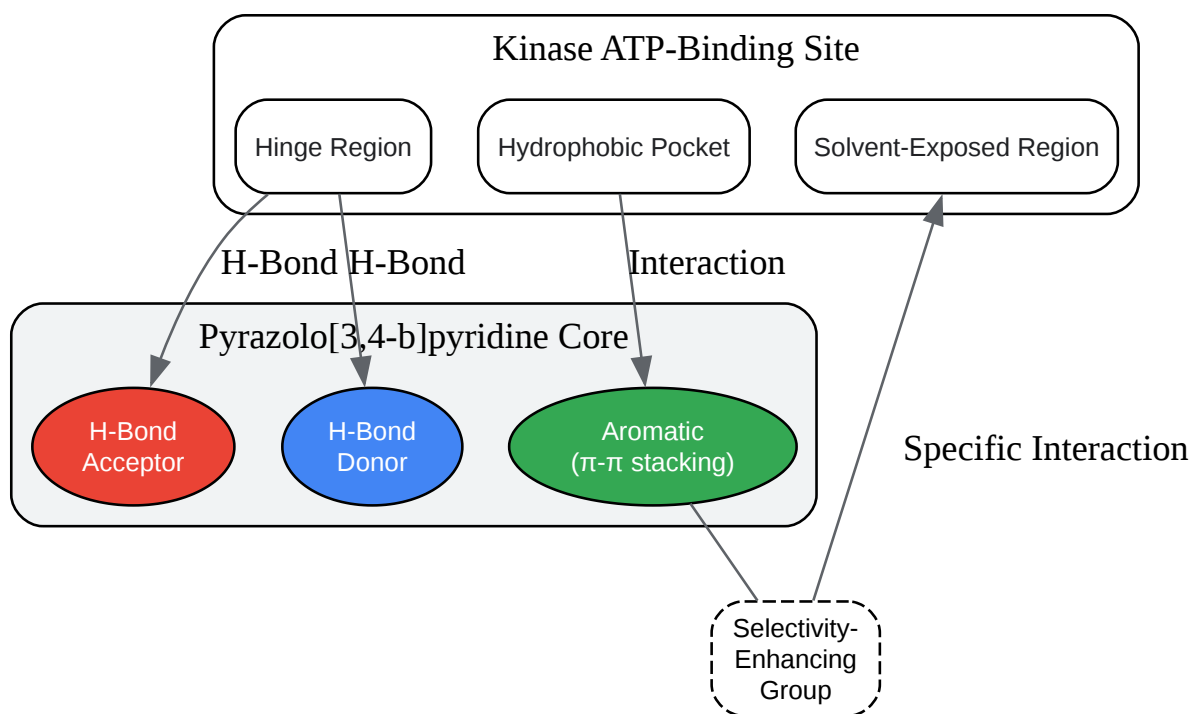 Kinase ATP-Binding Site
Hinge Region
Hydrophobic Pocket
Solvent-Exposed Region
H-Bond
H-Bond
Interaction
Pyrazolo[3,4-b]pyridine Core
H-Bond
Acceptor
H-Bond
Donor
Aromatic
(π-π stacking)
Specific Interaction
Selectivity-
Enhancing
Group